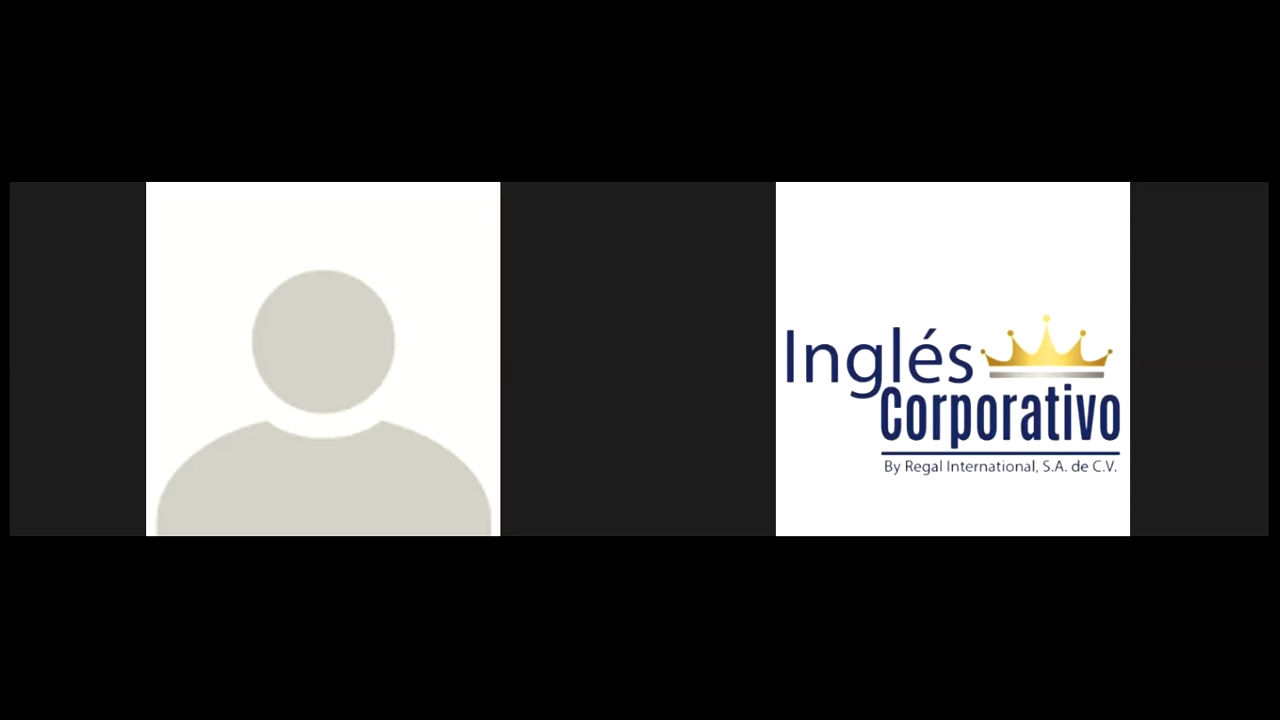 Inglés
Corporativo
By Regal International, S.A. de C.V.